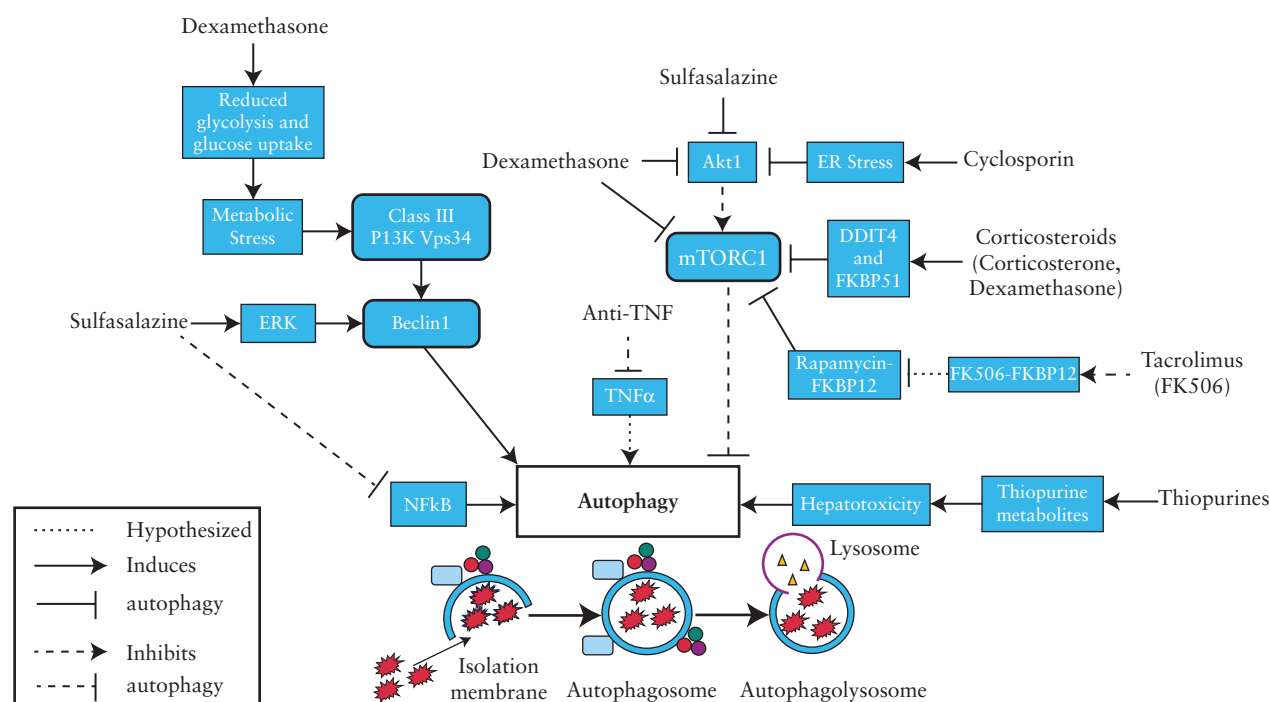 Dexamethasone
Reduced
glycolysis and
glucose uptake
Metabolic
Stress
Class III
P13K Vps34
Sulfasalazine
ERK
Beclin1
NFkB
Sulfasalazine
Dexamethasone
Akt1
ER Stress
Cyclosporin
mTORC1
DDIT4
and
FKBP51
Corticosteroids
(Corticosterone,
Dexamethasone)
Anti-TNF
TNFα
Rapamycin-
FKBP12
FK506-FKBP12
Tacrolimus
(FK506)
Autophagy
Hepatotoxicity
Thiopurine
metabolites
Thiopurines
Hypothesized
Induces
autophagy
Inhibits
autophagy
Lysosome
Isolation
membrane
Autophagosome
Autophagolysosome